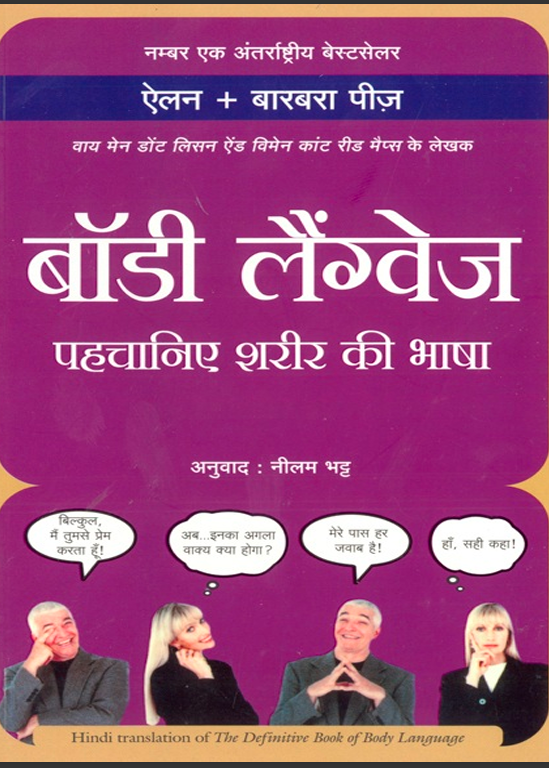 नम्बर एक अंतर्राष्ट्रीय बेस्टसेलर
ऐलन + बारबरा पीज़
वाय मेन डोंट लिसन ऐंड विमेन कांट रीड मैप्स के लेखक
बॉडी लैंग्वेज
पहचानिए शरीर की भाषा
अनुवाद : नीलम भट्ट
बिल्कुल,
मैं तुमसे प्रेम
करता हूँ!
अब...इनका अगला
वाक्य क्या होगा?
मेरे पास हर
जवाब है!
हाँ, सही कहा!
Hindi translation of The Definitive Book of Body Language